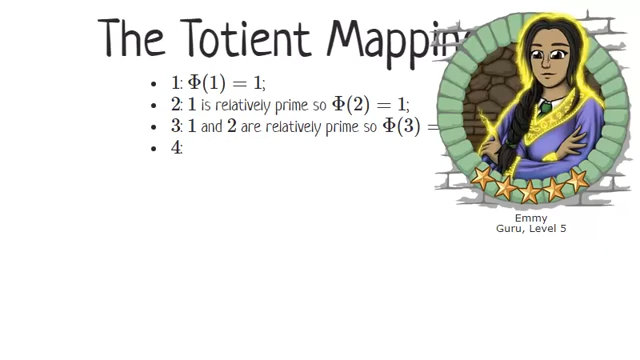 The Totient Mappin
1: Φ(1) = 1;
2: 1 is relatively prime so Φ(2) = 1;
3: 1 and 2 are relatively prime so Φ(3) =
4:
Emmy
Guru, Level 5